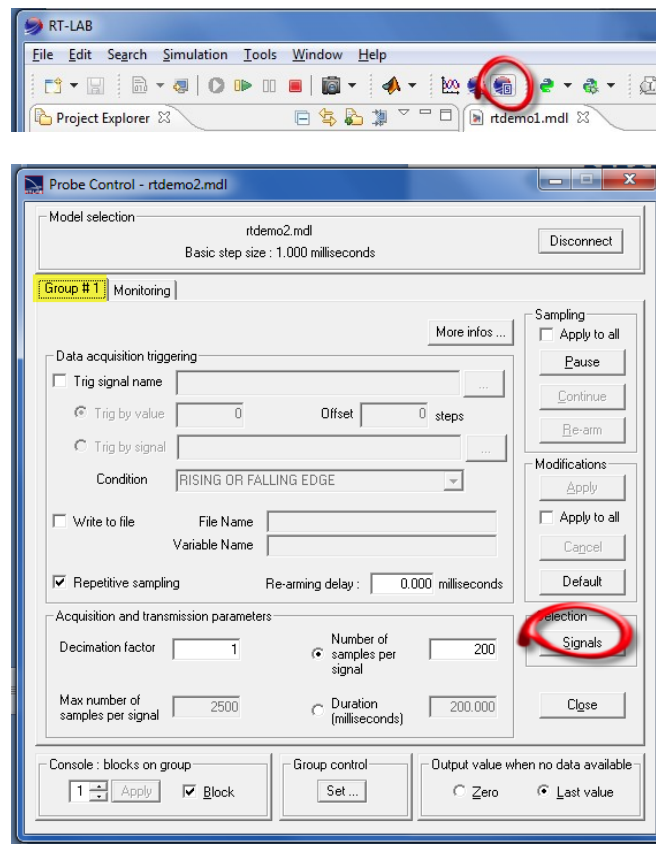 RT-LAB
File Edit Search Simulation Tools Window Help
Project Explorer rtdemo1.mdl
Probe Control - rtdemo2.mdl
Model selection
rtdemo2.mdl
Basic step size : 1.000 milliseconds
Disconnect
Group # 1 Monitoring
More infos ...
Sampling
Apply to all
Pause
Continue
Re-arm
Data acquisition triggering
Trig signal name ...
Trig by value 0 Offset 0 steps
Trig by signal ...
Condition RISING OR FALLING EDGE
Write to file File Name
Variable Name
Repetitive sampling Re-arming delay : 0.000 milliseconds
Modifications
Apply
Apply to all
Cancel
Default
Acquisition and transmission parameters
Decimation factor 1
Number of
samples per
signal
200
Max number of
samples per signal
2500
Duration
(milliseconds)
200.000
Selection
Signals
Close
Console : blocks on group
1 Apply Block
Group control
Set ...
Output value when no data available
Zero Last value